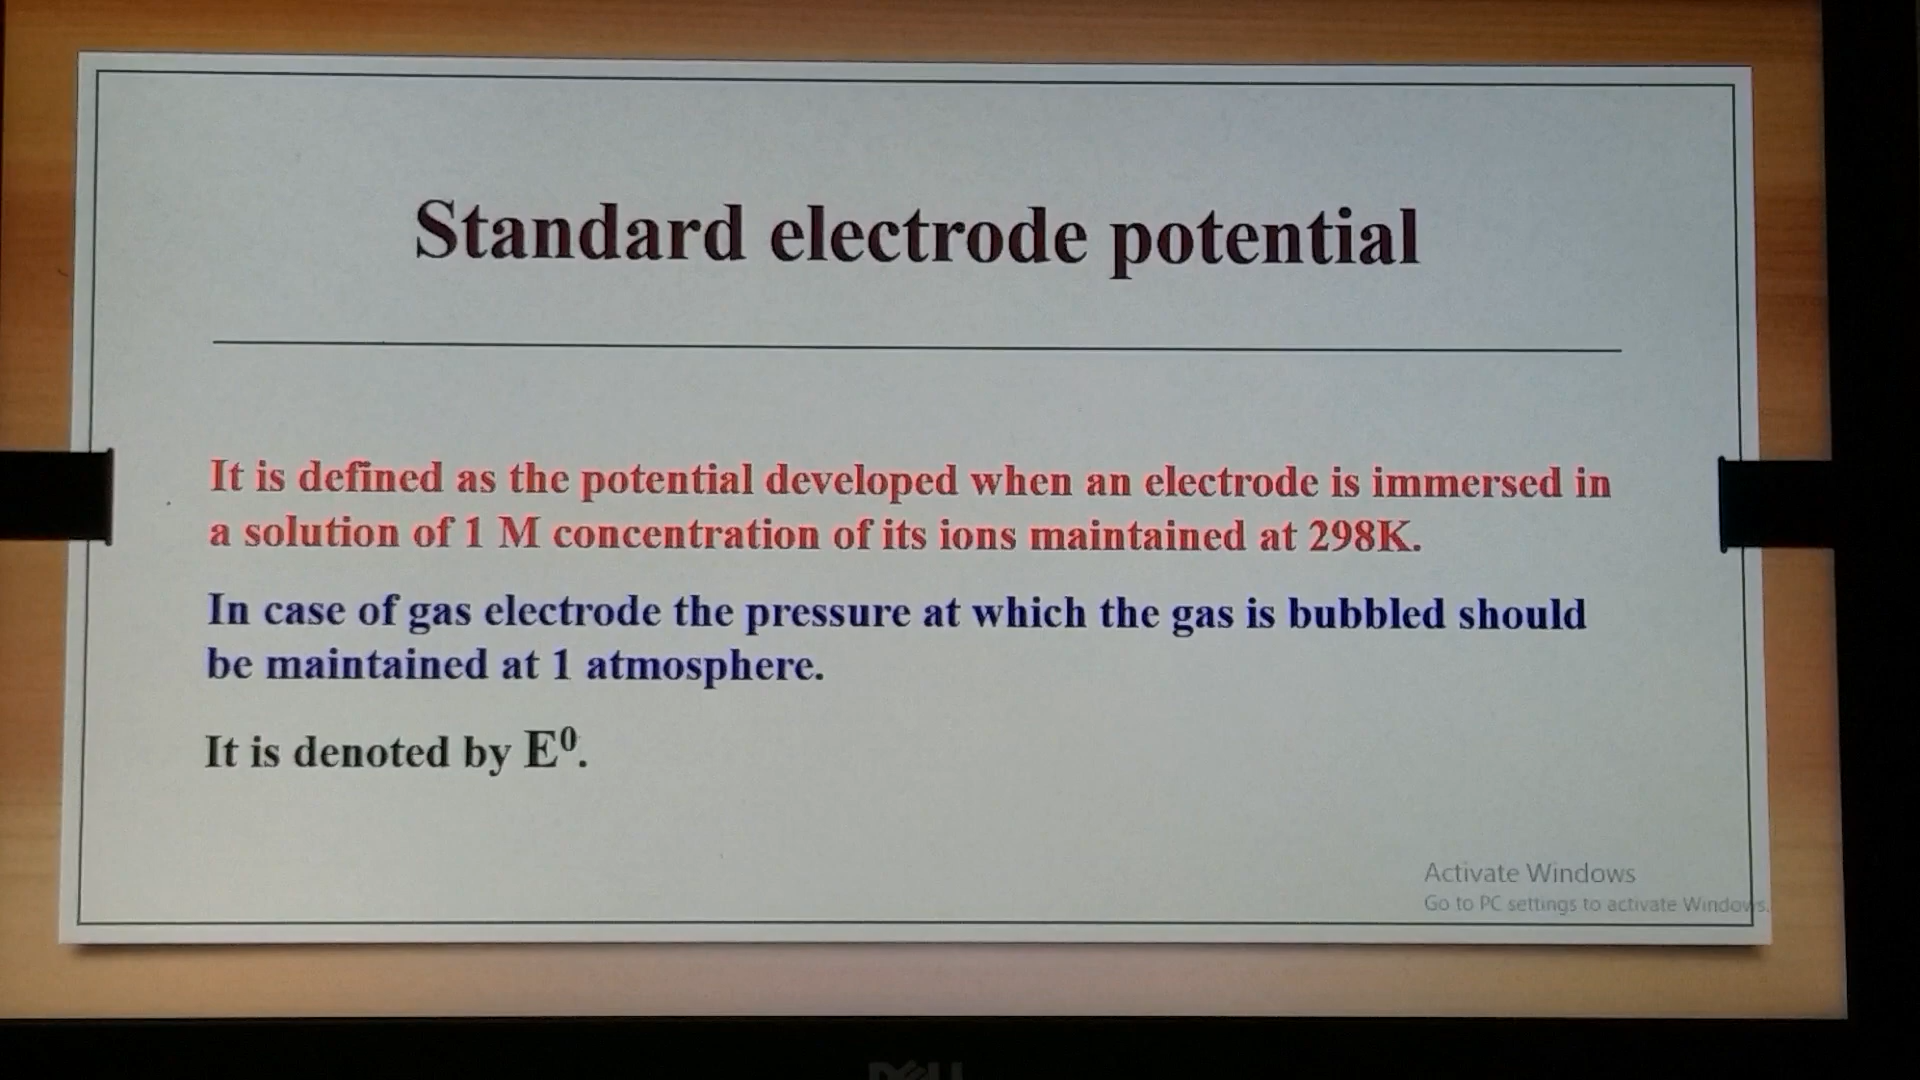 Standard electrode potential
It is defined as the potential developed when an electrode is immersed in
a solution of 1 M concentration of its ions maintained at 298K.
In case of gas electrode the pressure at which the gas is bubbled should
be maintained at 1 atmosphere.
It is denoted by E⁰.
Activate Windows
Go to PC settings to activate Windows.
DELL